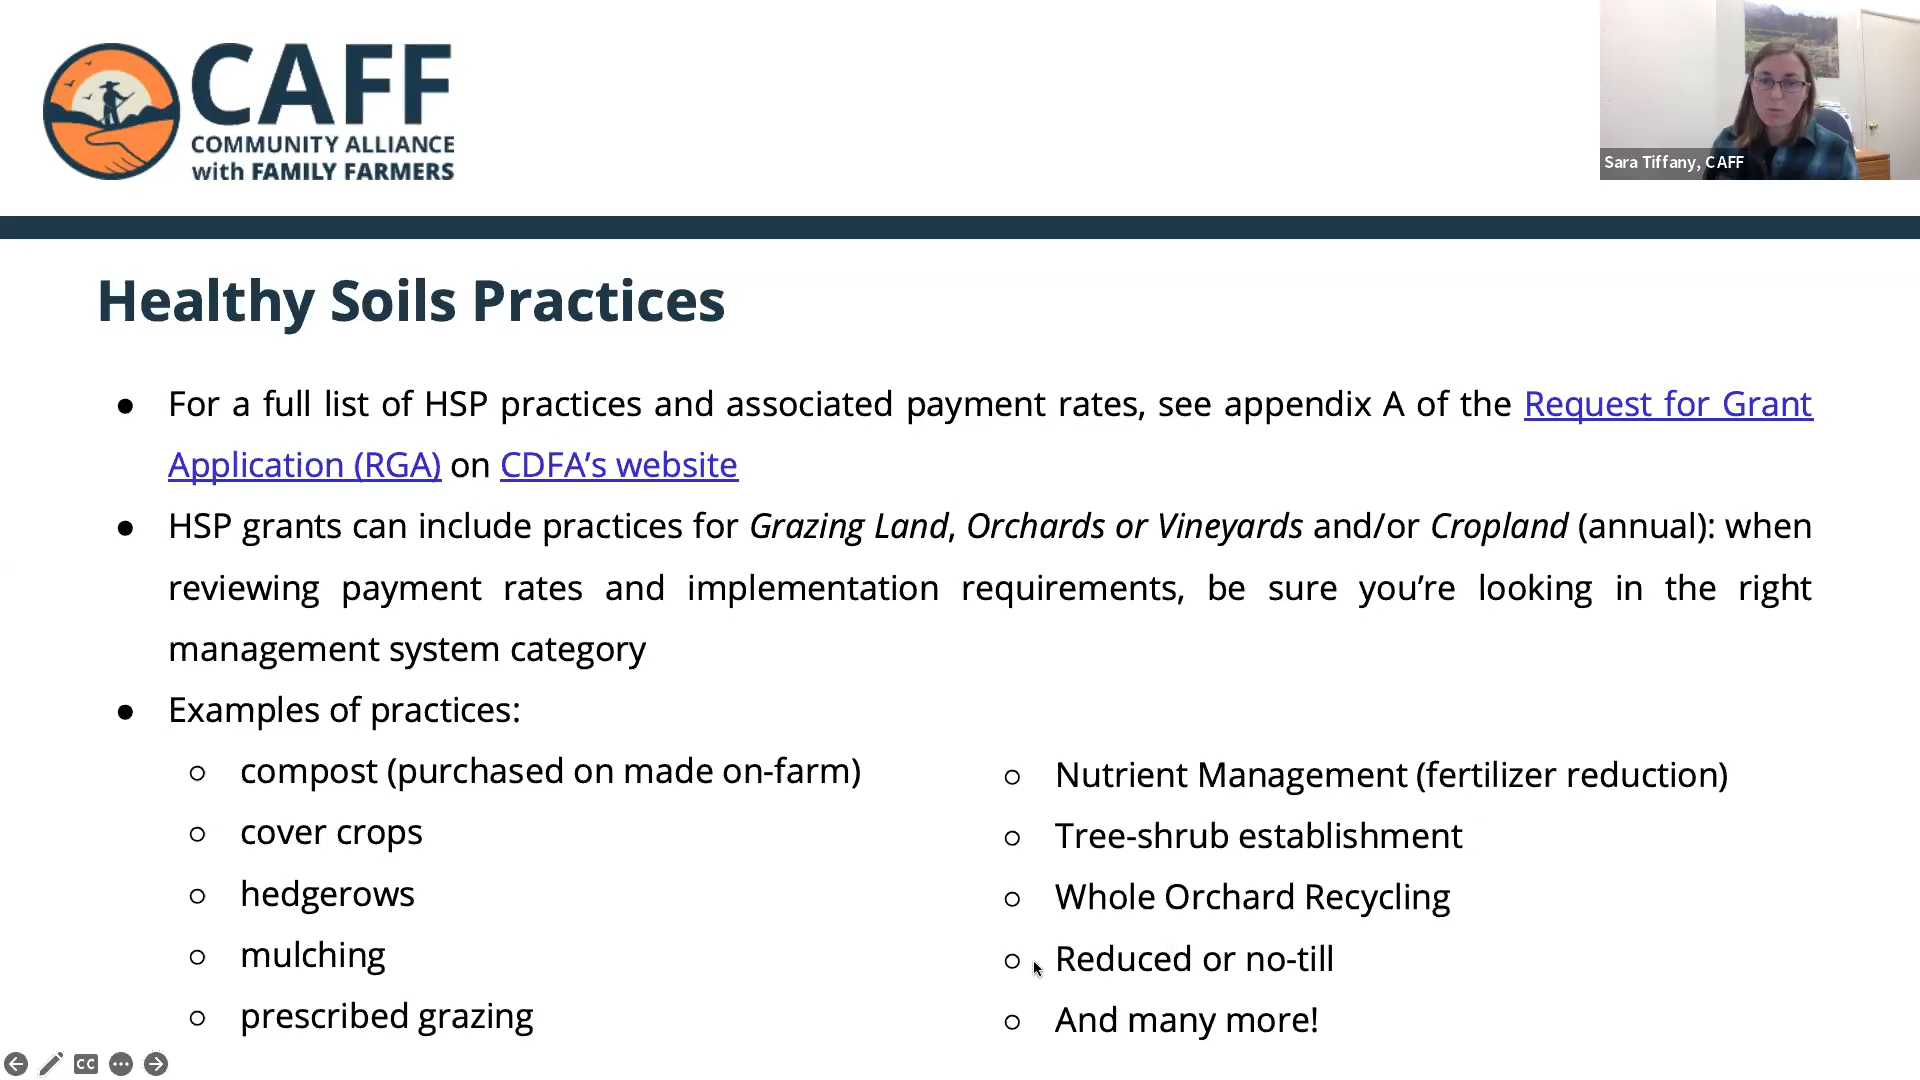 CAFF
COMMUNITY ALLIANCE
with FAMILY FARMERS
Sara Tiffany, CAFF
Healthy Soils Practices
● For a full list of HSP practices and associated payment rates, see appendix A of the Request for Grant
Application (RGA) on CDFA’s website
● HSP grants can include practices for Grazing Land, Orchards or Vineyards and/or Cropland (annual): when
reviewing payment rates and implementation requirements, be sure you’re looking in the right
management system category
● Examples of practices:
○ compost (purchased on made on-farm)
○ cover crops
○ hedgerows
○ mulching
○ prescribed grazing
○ Nutrient Management (fertilizer reduction)
○ Tree-shrub establishment
○ Whole Orchard Recycling
○ Reduced or no-till
○ And many more!
CC